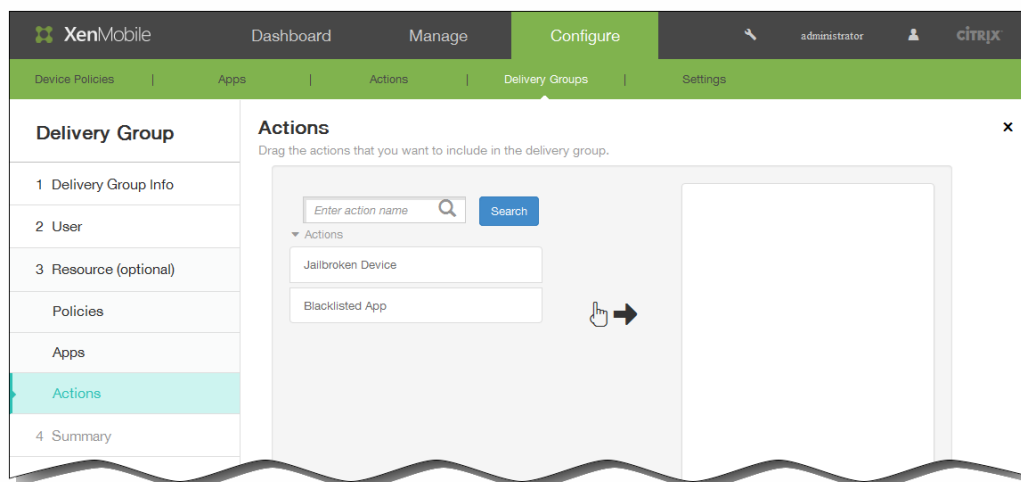 XenMobile Dashboard Manage Configure administrator CITRIX
Device Policies | Apps | Actions | Delivery Groups | Settings
Delivery Group
1 Delivery Group Info
2 User
3 Resource (optional)
Policies
Apps
Actions
4 Summary
Actions
x
Drag the actions that you want to include in the delivery group.
Enter action name
Search
Actions
Jailbroken Device
Blacklisted App